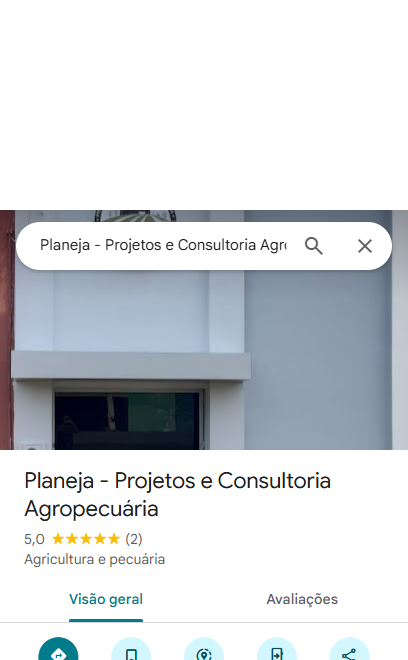 Planeja - Projetos e Consultoria Agro
Planeja - Projetos e Consultoria
Agropecuária
5,0 (2)
Agricultura e pecuária
Visão geral Avaliações